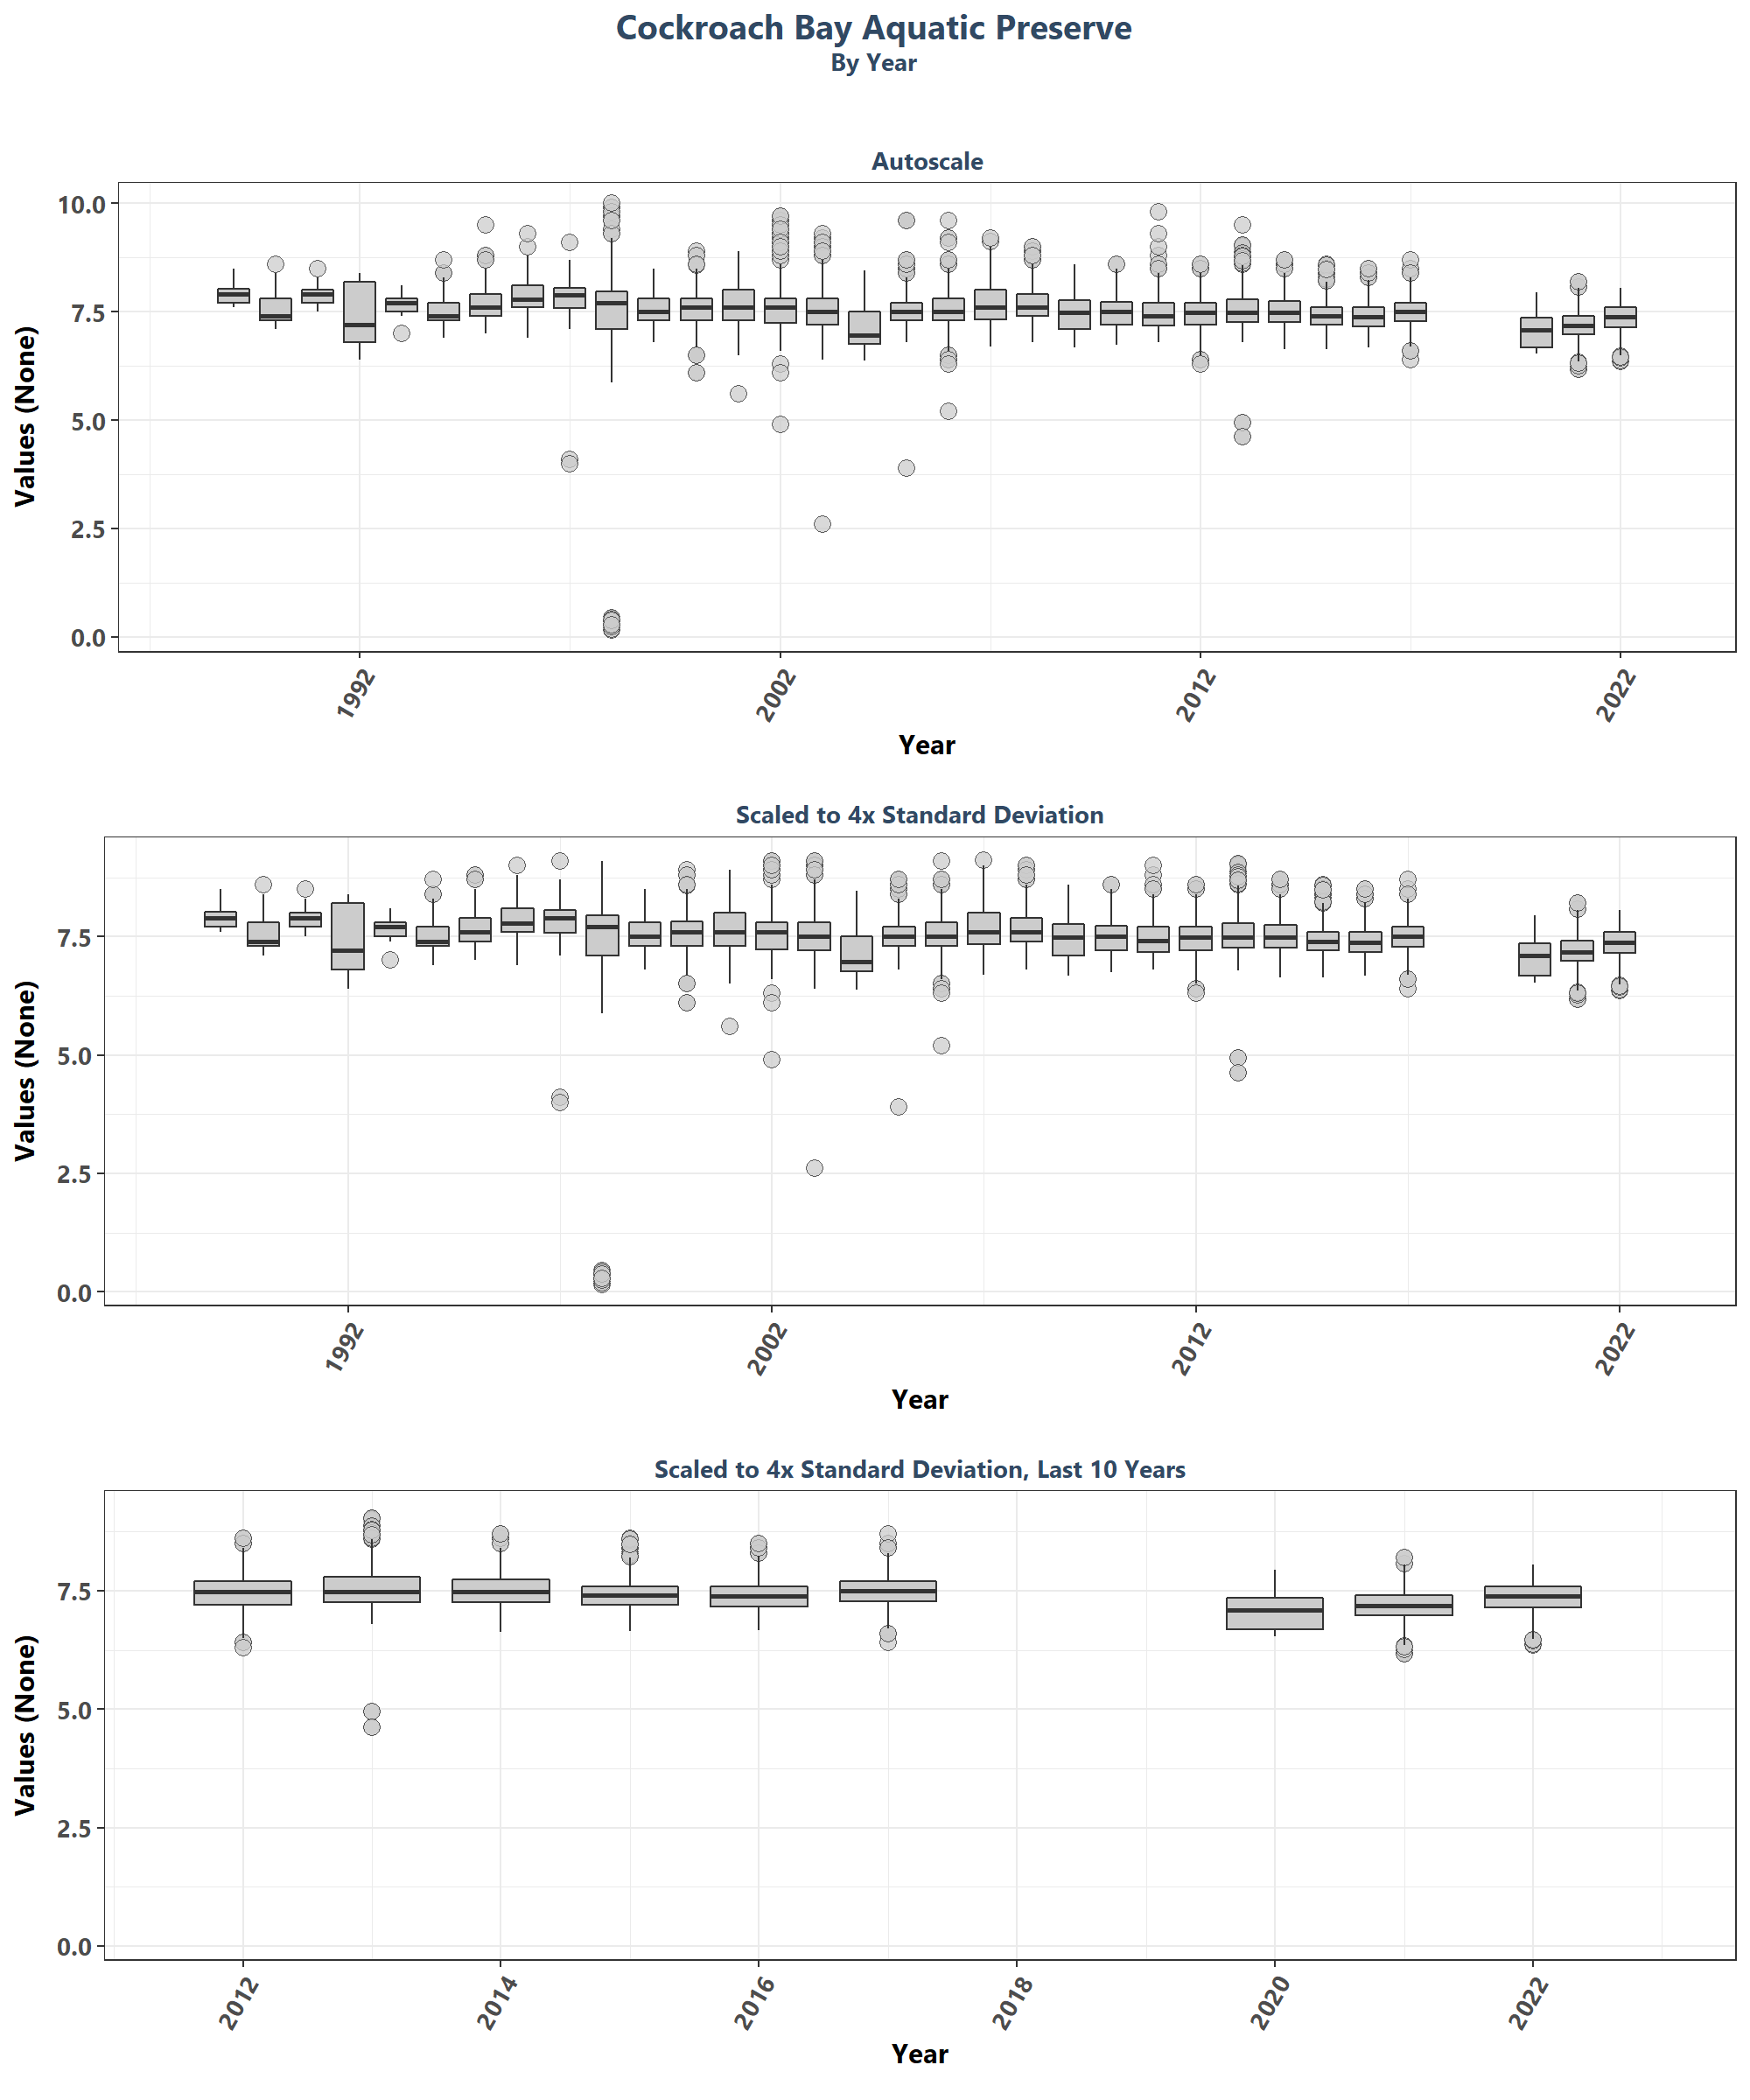 Cockroach Bay Aquatic Preserve
By Year
Autoscale
Values (None)
10.0
7.5
5.0
2.5
0.0
1992
2002
2012
2022
Year
Scaled to 4x Standard Deviation
Values (None)
7.5
5.0
2.5
0.0
1992
2002
2012
2022
Year
Scaled to 4x Standard Deviation, Last 10 Years
Values (None)
7.5
5.0
2.5
0.0
2012
2014
2016
2018
2020
2022
Year